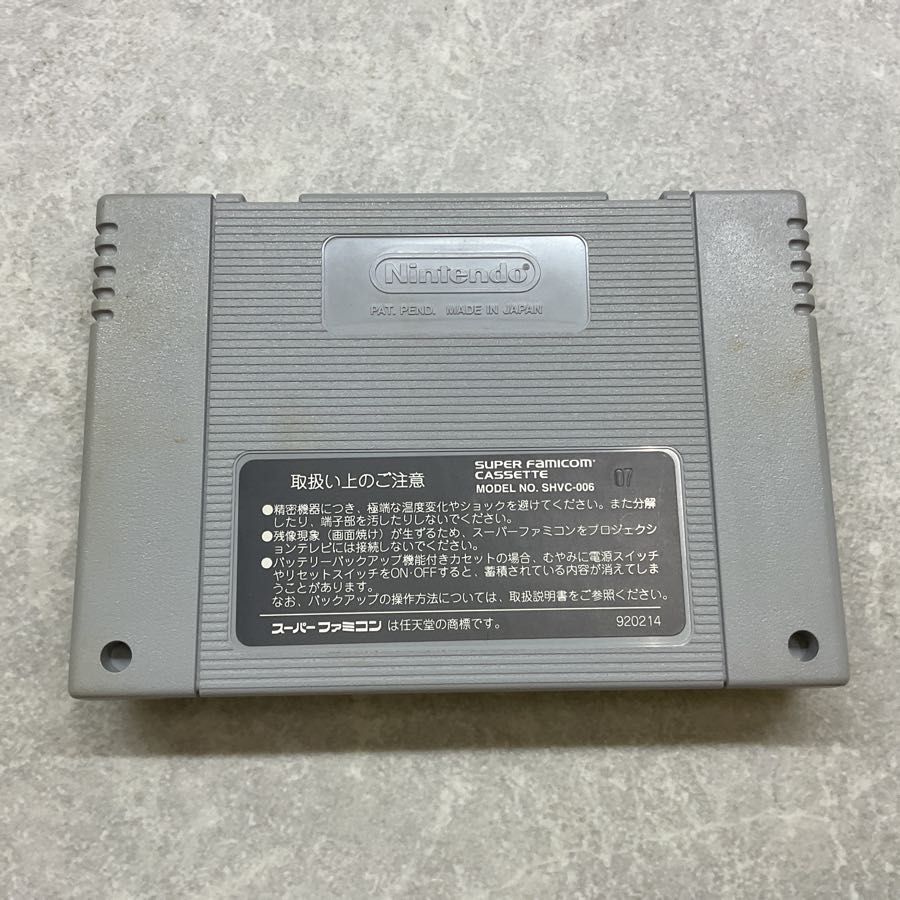 Nintendo®
PAT. PEND. MADE IN JAPAN
取扱い上のご注意
SUPER FAMICOM
CASSETTE
MODEL NO. SHVC-006
07
●精密機器につき、極端な温度変化やショックを避けてください。また分解
したり、端子部を汚したりしないでください。
●残像現象（画面焼け）が生ずるため、スーパーファミコンをプロジェクシ
ョンテレビには接続しないでください。
●バッテリーバックアップ機能付きカセットの場合、むやみに電源スイッチ
やリセットスイッチをON·OFFすると、蓄積されている内容が消えてしま
うことがあります。
なお、バックアップの操作方法については、取扱説明書をご参照ください。
スーパーファミコン は任天堂の商標です。
920214